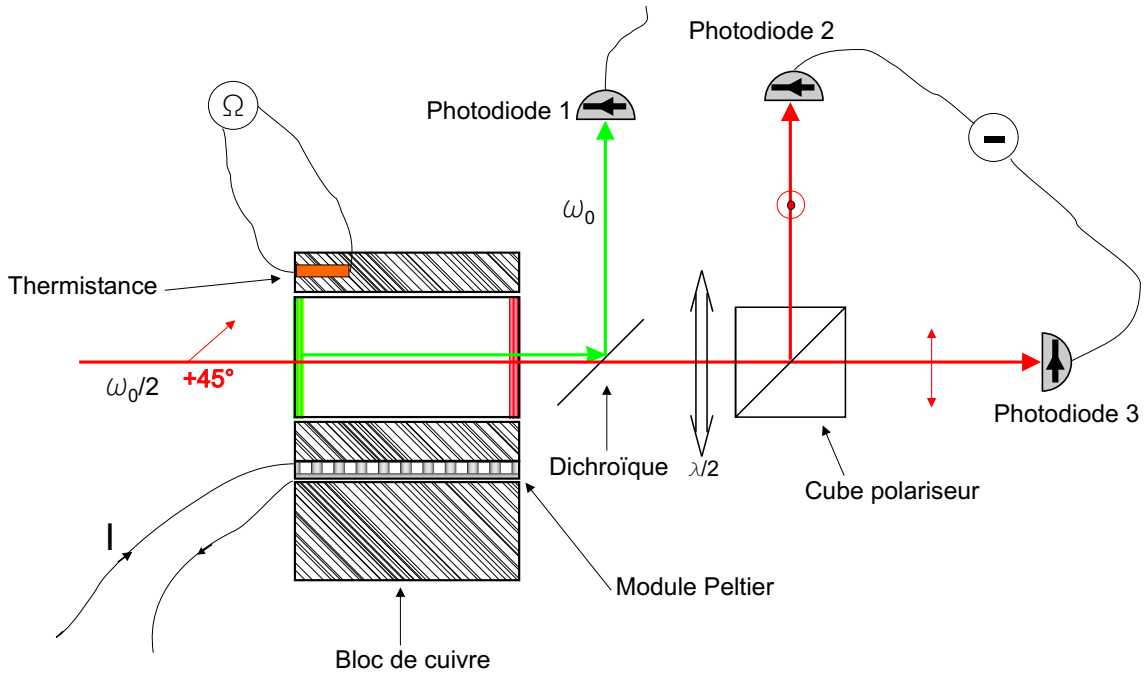 Photodiode 2
Photodiode 1
Ω
−
ω₀
Thermistance
+45°
ω₀/2
Photodiode 3
Dichroïque
λ/2
Cube polariseur
I
Module Peltier
Bloc de cuivre